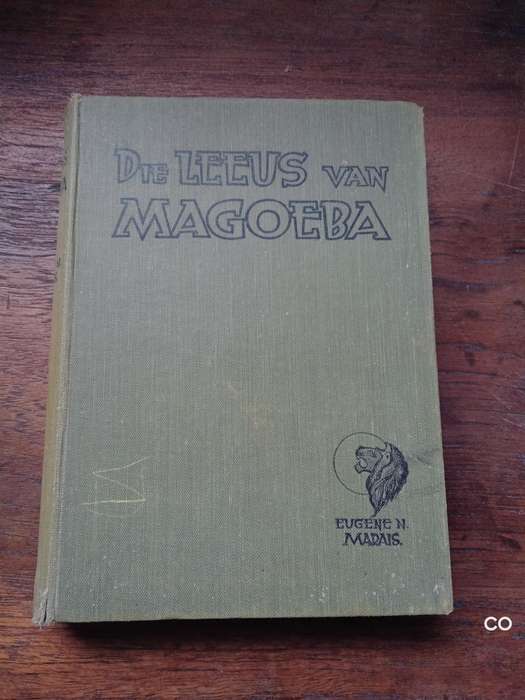 DIE LEEUS VAN
MAGOEBA
EUGENE N.
MARAIS.
CO